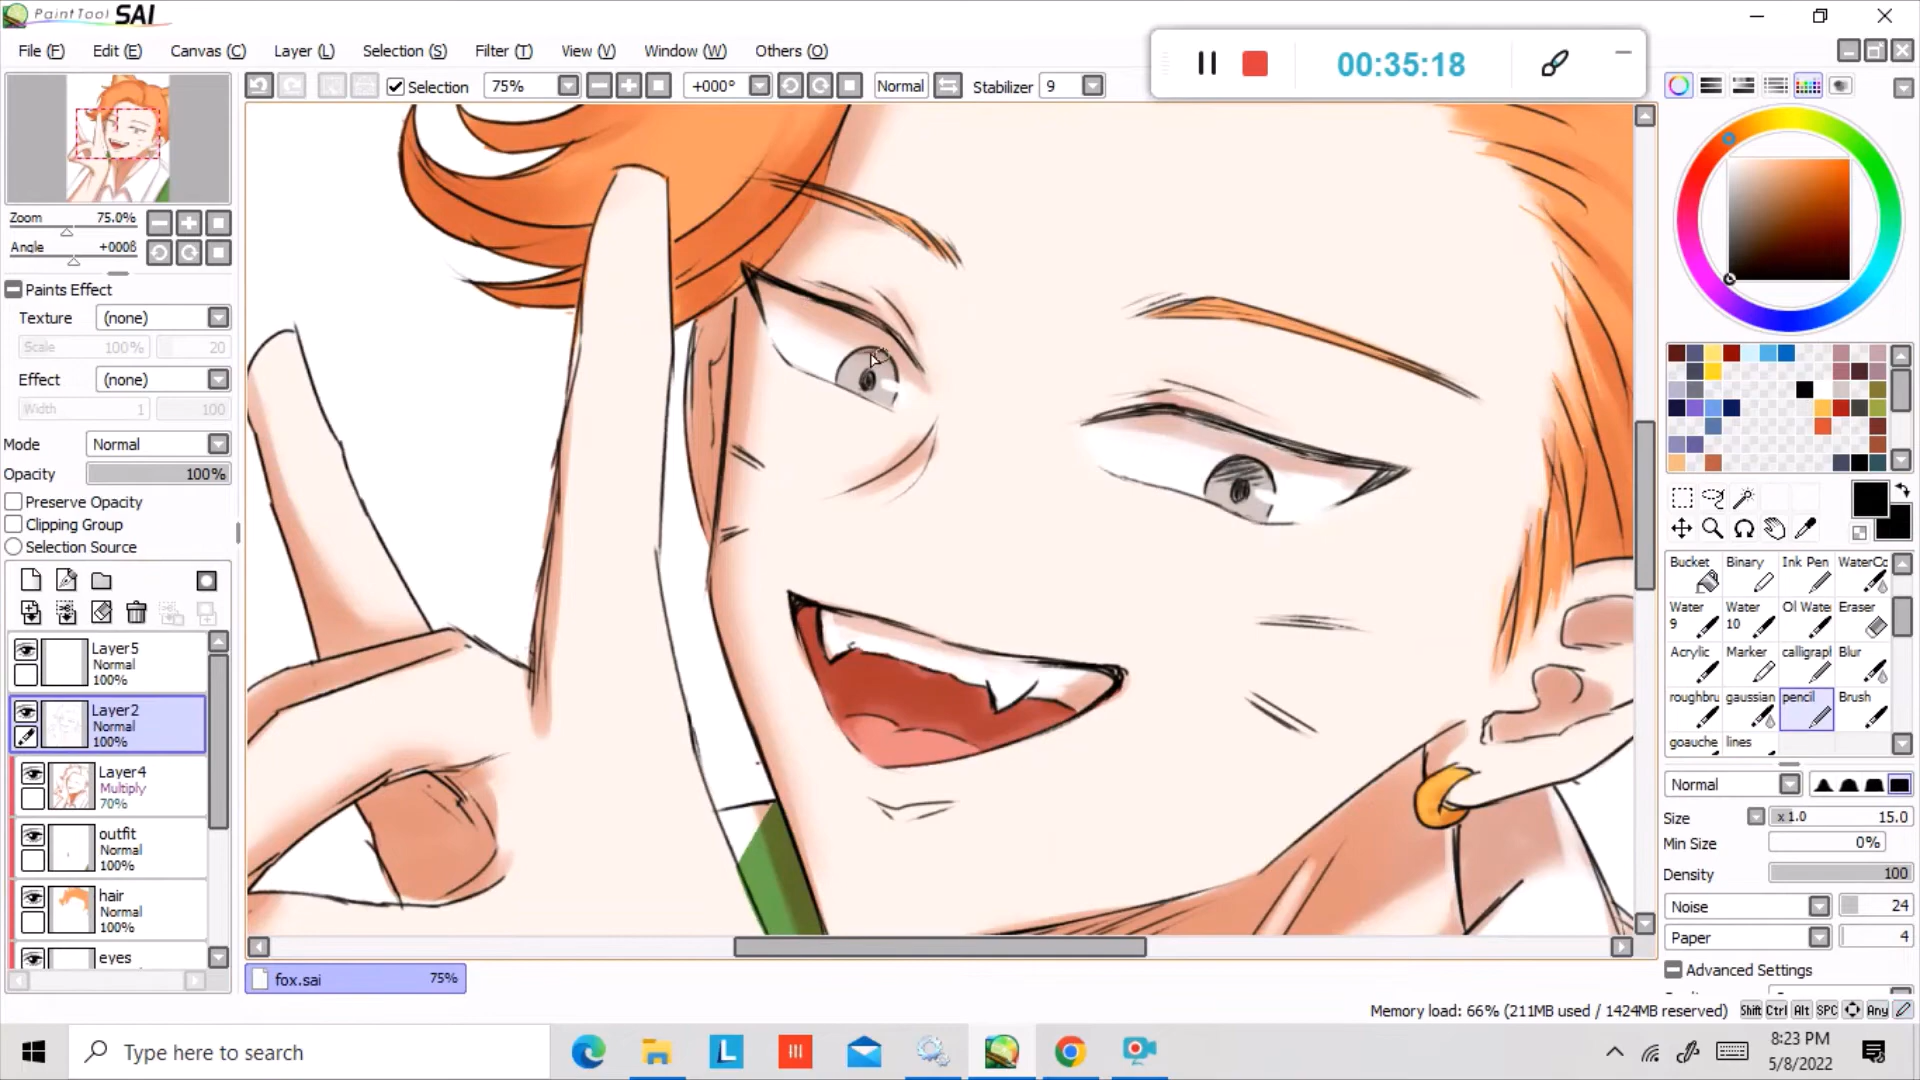 PaintTool SAI
File (F) Edit (E) Canvas (C) Layer (L) Selection (S) Filter (T) View (V) Window (W) Others (O)
00:35:18
Selection 75% +000° Normal Stabilizer 9
Zoom 75.0%
Angle +000ß
Paints Effect
Texture (none)
Scale 100% 20
Effect (none)
Width 1 100
Mode Normal
Opacity 100%
Preserve Opacity
Clipping Group
Selection Source
Layer5
Normal
100%
Layer2
Normal
100%
Layer4
Multiply
70%
outfit
Normal
100%
hair
Normal
100%
eyes
fox.sai 75%
Bucket Binary Ink Pen WaterCo
Water 9 Water 10 Ol Wate Eraser
Acrylic Marker calligrapl Blur
roughbru gaussian pencil Brush
gouache lines
Normal
Size x 1.0 15.0
Min Size 0%
Density 100
Noise 24
Paper 4
Advanced Settings
Memory load: 66% (211MB used / 1424MB reserved) Shift Ctrl Alt SPC Any
Type here to search
L
8:23 PM
5/8/2022